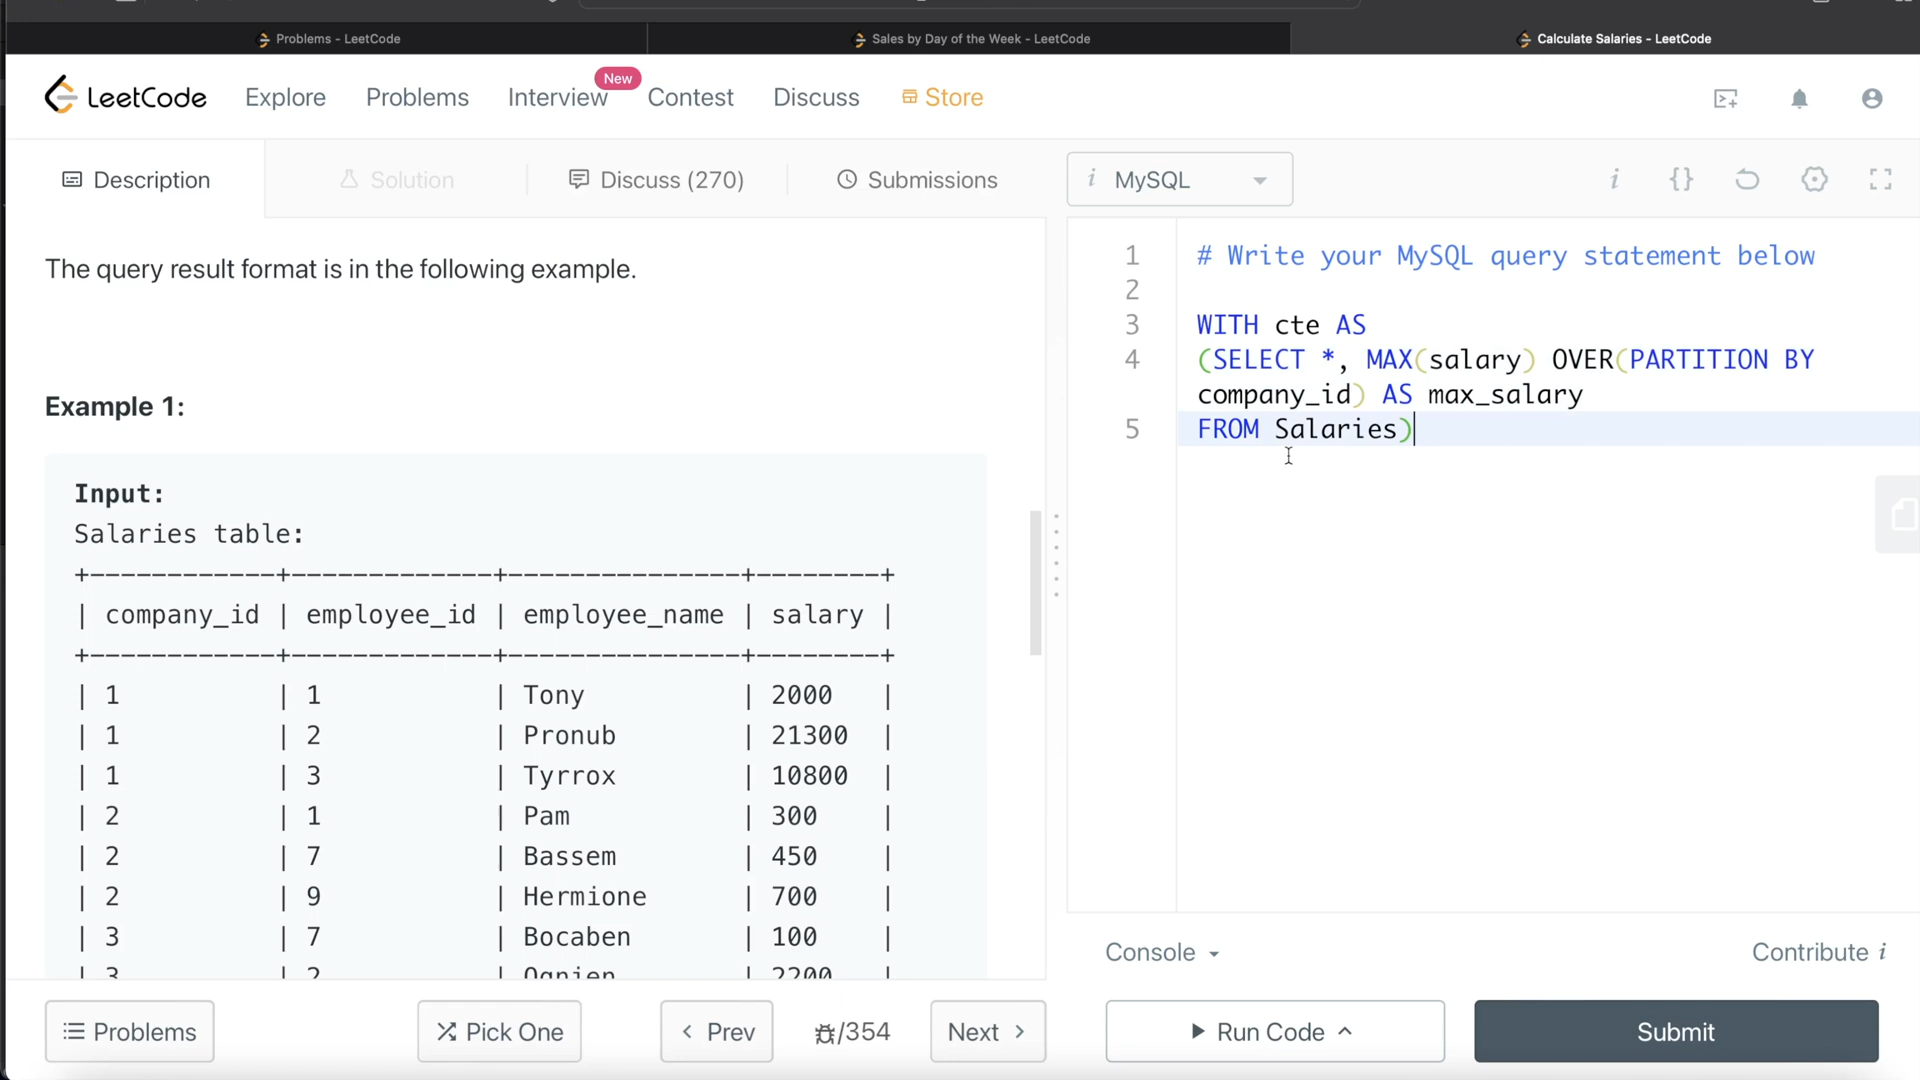 Problems - LeetCode
Sales by Day of the Week - LeetCode
Calculate Salaries - LeetCode
LeetCode
Explore
Problems
Interview
New
Contest
Discuss
Store
Description
Solution
Discuss (270)
Submissions
i MySQL
i {}
The query result format is in the following example.
Example 1:
Input:
Salaries table:
+------------+-------------+---------------+--------+
| company_id | employee_id | employee_name | salary |
+------------+-------------+---------------+--------+
| 1 | 1 | Tony | 2000 |
| 1 | 2 | Pronub | 21300 |
| 1 | 3 | Tyrrox | 10800 |
| 2 | 1 | Pam | 300 |
| 2 | 7 | Bassem | 450 |
| 2 | 9 | Hermione | 700 |
| 3 | 7 | Bocaben | 100 |
| 3 | 2 | Ognjen | 2200 |
1 # Write your MySQL query statement below
2
3 WITH cte AS
4 (SELECT *, MAX(salary) OVER(PARTITION BY
company_id) AS max_salary
5 FROM Salaries)
Console
Contribute i
Problems
Pick One
< Prev
/354
Next >
Run Code
Submit